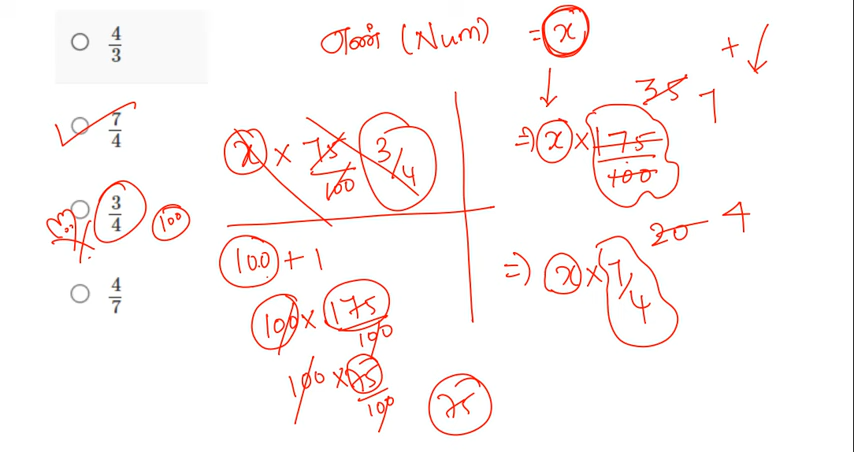 எண் (Num) = x
4/3
7/4
3/4
100
4/7
x × 75/100 3/4
100 + 1
100 × 175/100
100 × 75/100
75
+
35 7
⇒ x × 175/100
20 4
⇒ x × 7/4